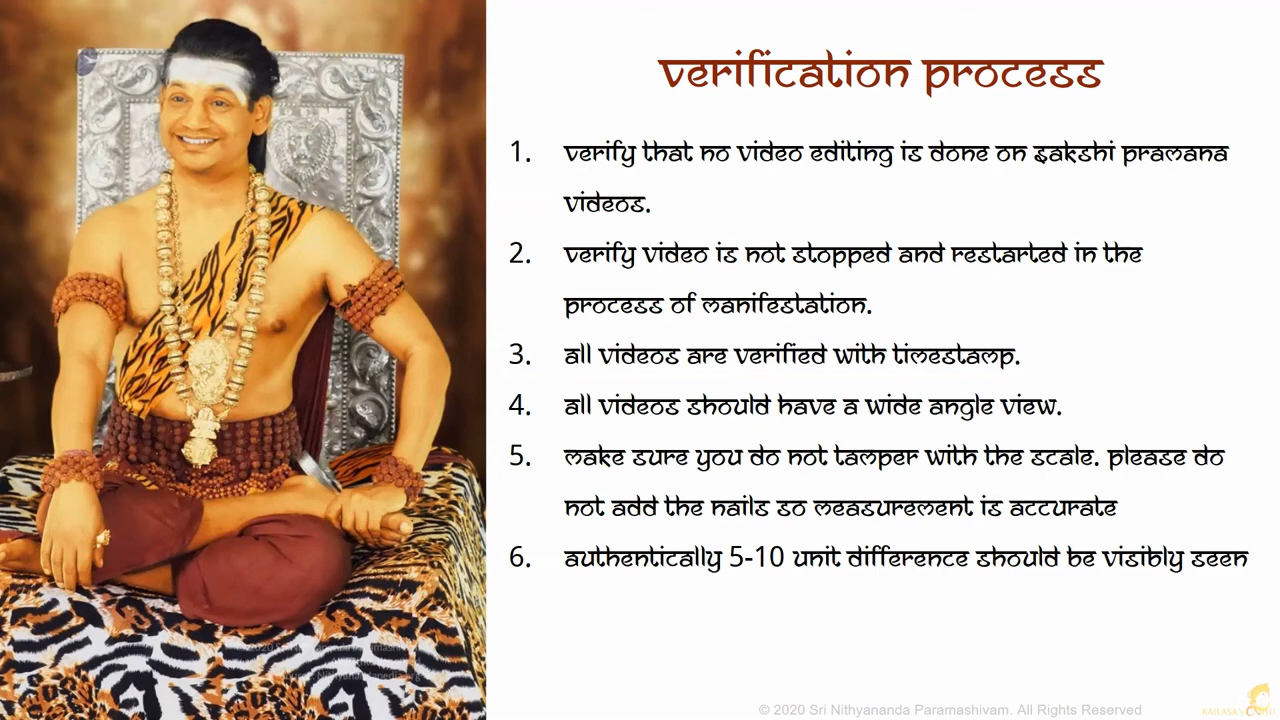 verification process
1. verify that no video editing is done on sakshi pramana
videos.
2. verify video is not stopped and restarted in the
process of manifestation.
3. all videos are verified with timestamp.
4. all videos should have a wide angle view.
5. make sure you do not tamper with the scale. please do
not add the nails so measurement is accurate
6. authentically 5-10 unit difference should be visibly seen
© 2020 Sri Nithyananda Paramashivam. All Rights Reserved